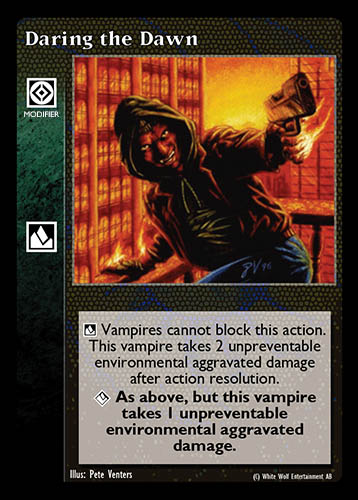 Daring the Dawn
MODIFIER
PV 96
Vampires cannot block this action.
This vampire takes 2 unpreventable
environmental aggravated damage
after action resolution.
As above, but this vampire
takes 1 unpreventable
environmental aggravated
damage.
Illus: Pete Venters
(C) White Wolf Entertainment AB